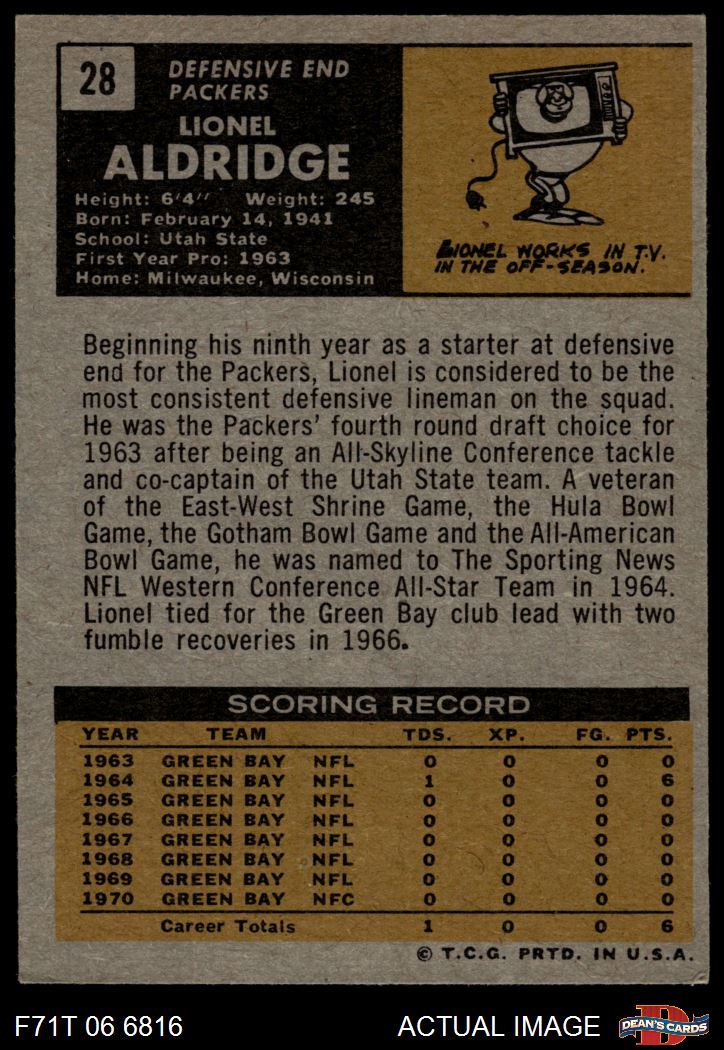 28
DEFENSIVE END
PACKERS
LIONEL
ALDRIDGE
Height: 6'4" Weight: 245
Born: February 14, 1941
School: Utah State
First Year Pro: 1963
Home: Milwaukee, Wisconsin
LIONEL WORKS IN T.V.
IN THE OFF-SEASON.
Beginning his ninth year as a starter at defensive
end for the Packers, Lionel is considered to be the
most consistent defensive lineman on the squad.
He was the Packers' fourth round draft choice for
1963 after being an All-Skyline Conference tackle
and co-captain of the Utah State team. A veteran
of the East-West Shrine Game, the Hula Bowl
Game, the Gotham Bowl Game and the All-American
Bowl Game, he was named to The Sporting News
NFL Western Conference All-Star Team in 1964.
Lionel tied for the Green Bay club lead with two
fumble recoveries in 1966.
SCORING RECORD
YEAR TEAM TDS. XP. FG. PTS.
1963 GREEN BAY NFL 0 0 0 0
1964 GREEN BAY NFL 1 0 0 6
1965 GREEN BAY NFL 0 0 0 0
1966 GREEN BAY NFL 0 0 0 0
1967 GREEN BAY NFL 0 0 0 0
1968 GREEN BAY NFL 0 0 0 0
1969 GREEN BAY NFL 0 0 0 0
1970 GREEN BAY NFC 0 0 0 0
Career Totals 1 0 0 6
© T.C.G. PRTD. IN U.S.A.
F71T 06 6816 ACTUAL IMAGE D DEAN'S CARDS